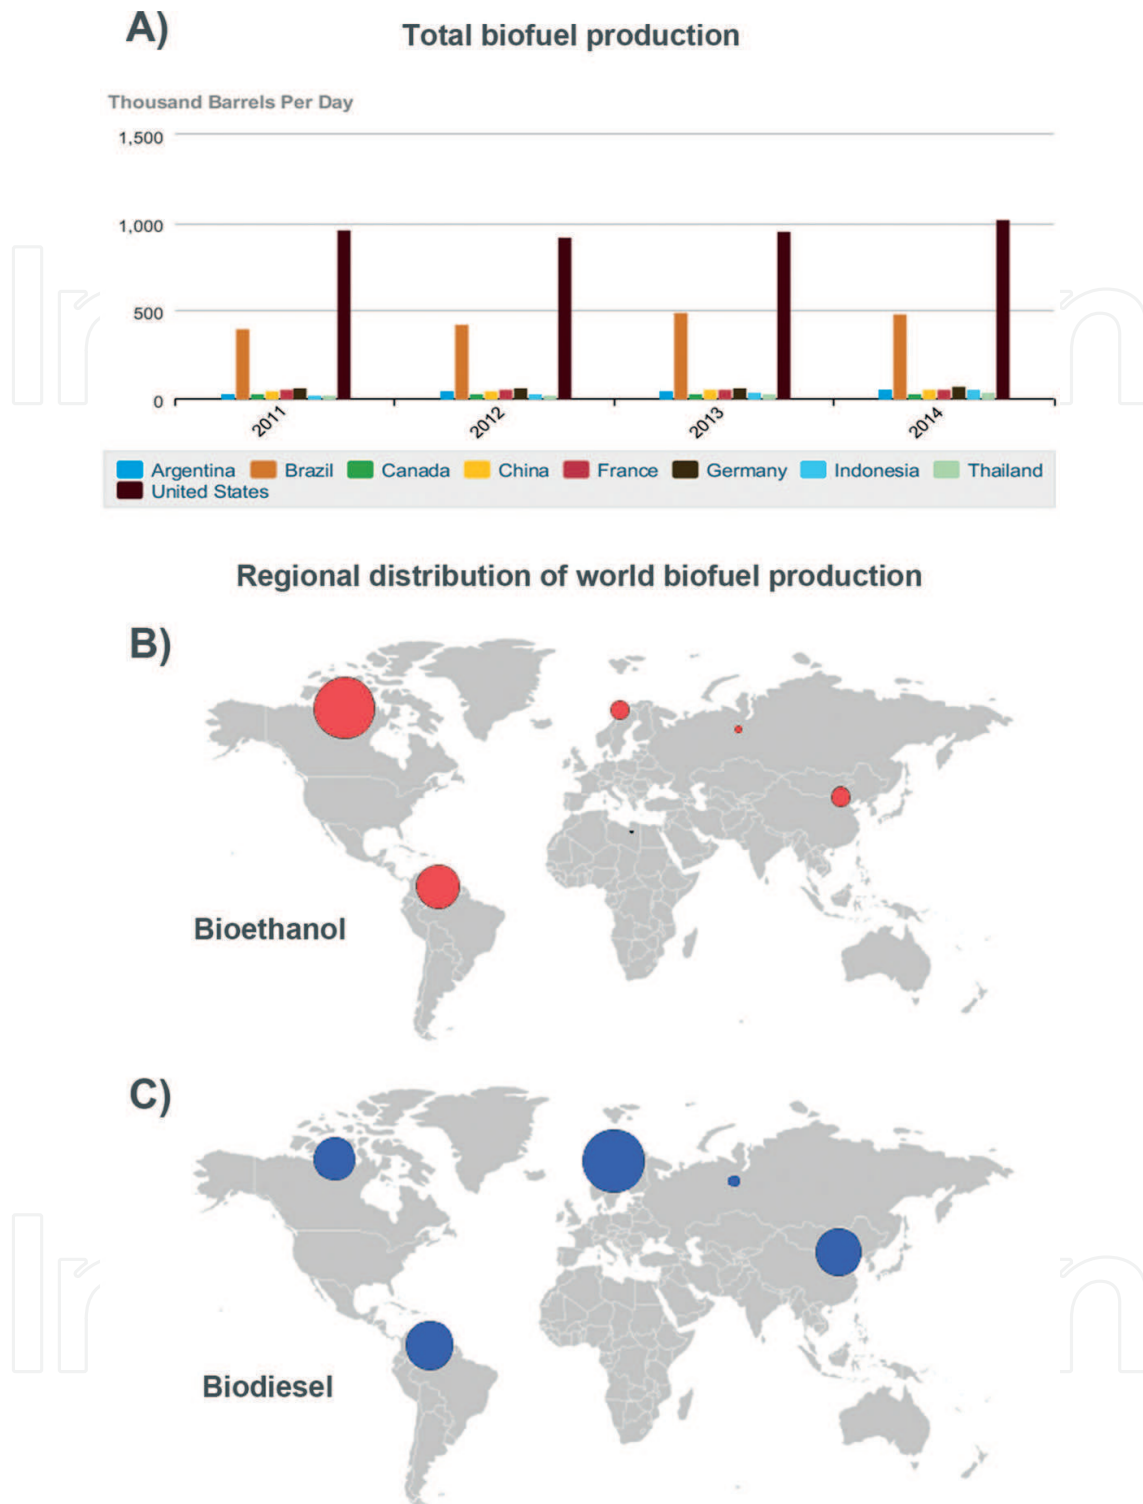 A)
Total biofuel production
Thousand Barrels Per Day
1,500
1,000
500
0
2011
2012
2013
2014
Argentina Brazil Canada China France Germany Indonesia Thailand
United States
Regional distribution of world biofuel production
B)
Bioethanol
C)
Biodiesel